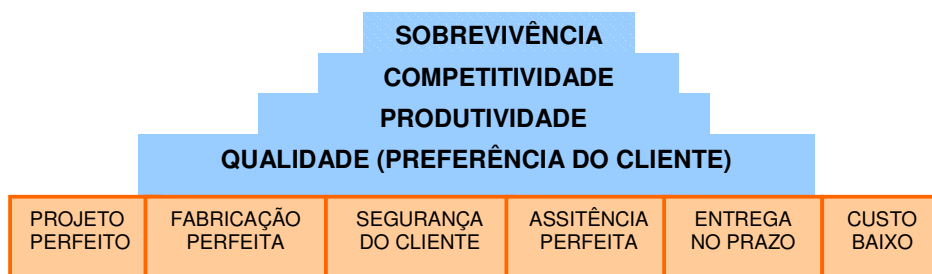 SOBREVIVÊNCIA
COMPETITIVIDADE
PRODUTIVIDADE
QUALIDADE (PREFERÊNCIA DO CLIENTE)
PROJETO
PERFEITO
FABRICAÇÃO
PERFEITA
SEGURANÇA
DO CLIENTE
ASSITÊNCIA
PERFEITA
ENTREGA
NO PRAZO
CUSTO
BAIXO